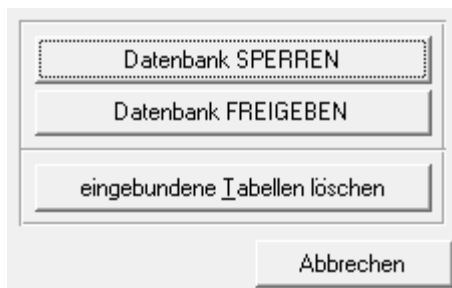 Datenbank SPERREN
Datenbank FREIGEBEN
eingebundene Tabellen löschen
Abbrechen